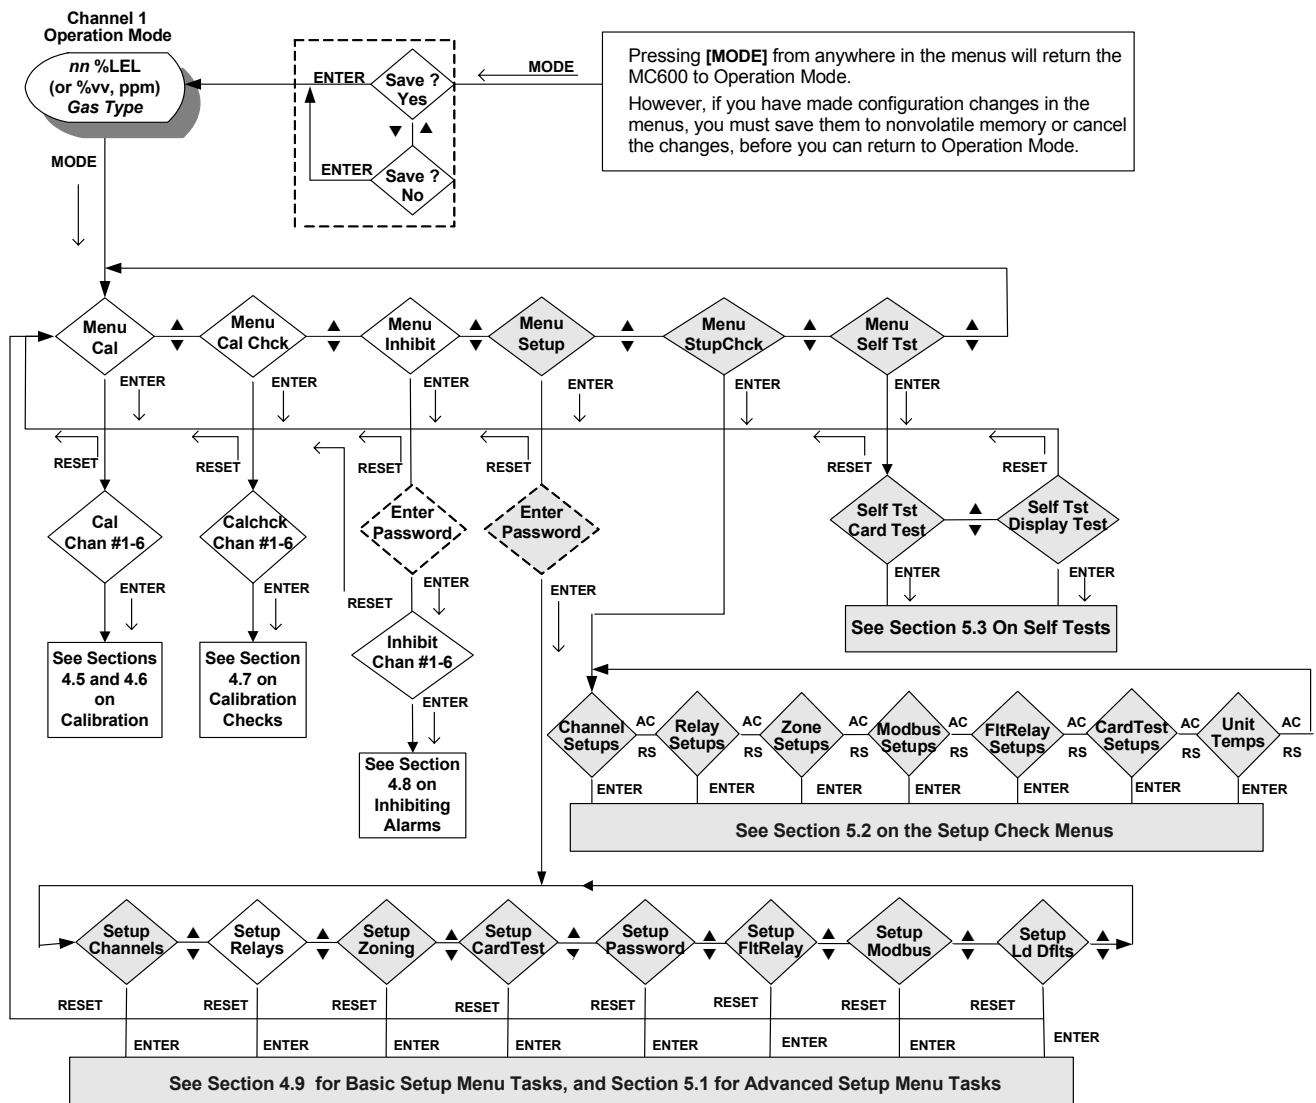 Channel 1
Operation Mode
nn %LEL
(or %vv, ppm)
Gas Type
MODE
ENTER
Save ?
Yes
ENTER
Save ?
No
MODE
Pressing [MODE] from anywhere in the menus will return the
MC600 to Operation Mode.
However, if you have made configuration changes in the
menus, you must save them to nonvolatile memory or cancel
the changes, before you can return to Operation Mode.
Menu
Cal
Menu
Cal Chck
Menu
Inhibit
Menu
Setup
Menu
StupChck
Menu
Self Tst
ENTER
ENTER
ENTER
ENTER
ENTER
RESET
RESET
RESET
RESET
RESET
RESET
Cal
Chan #1-6
Calchck
Chan #1-6
Enter
Password
Enter
Password
Self Tst
Card Test
Self Tst
Display Test
ENTER
ENTER
RESET
ENTER
ENTER
ENTER
ENTER
See Section 5.3 On Self Tests
See Sections
4.5 and 4.6
on
Calibration
See Section
4.7 on
Calibration
Checks
Inhibit
Chan #1-6
ENTER
See Section
4.8 on
Inhibiting
Alarms
Channel
Setups
AC
RS
Relay
Setups
AC
RS
Zone
Setups
AC
RS
Modbus
Setups
AC
RS
FltRelay
Setups
AC
RS
CardTest
Setups
AC
RS
Unit
Temps
AC
RS
ENTER
ENTER
ENTER
ENTER
ENTER
ENTER
ENTER
See Section 5.2 on the Setup Check Menus
Setup
Channels
Setup
Relays
Setup
Zoning
Setup
CardTest
Setup
Password
Setup
FltRelay
Setup
Modbus
Setup
Ld Dflts
RESET
RESET
RESET
RESET
RESET
RESET
RESET
RESET
ENTER
ENTER
ENTER
ENTER
ENTER
ENTER
ENTER
ENTER
See Section 4.9 for Basic Setup Menu Tasks, and Section 5.1 for Advanced Setup Menu Tasks